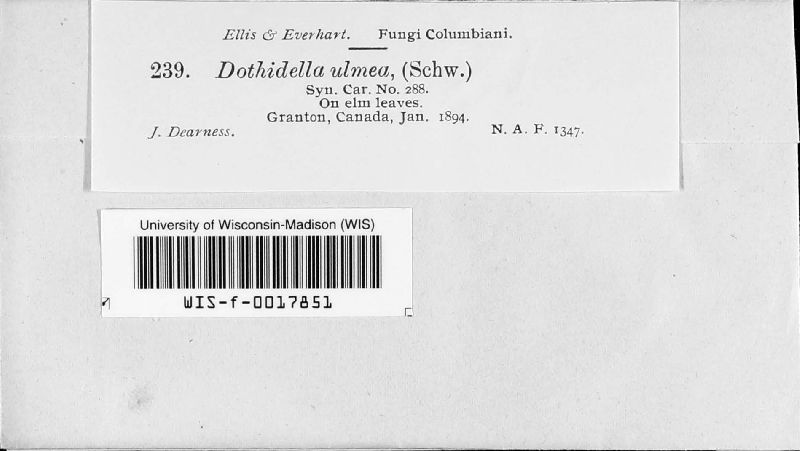 Ellis & Everhart. Fungi Columbiani.
239. Dothidella ulmea, (Schw.)
Syn. Car. No. 288.
On elm leaves.
Granton, Canada, Jan. 1894.
J. Dearness. N. A. F. 1347.
University of Wisconsin-Madison (WIS)
WIS-f-0017851